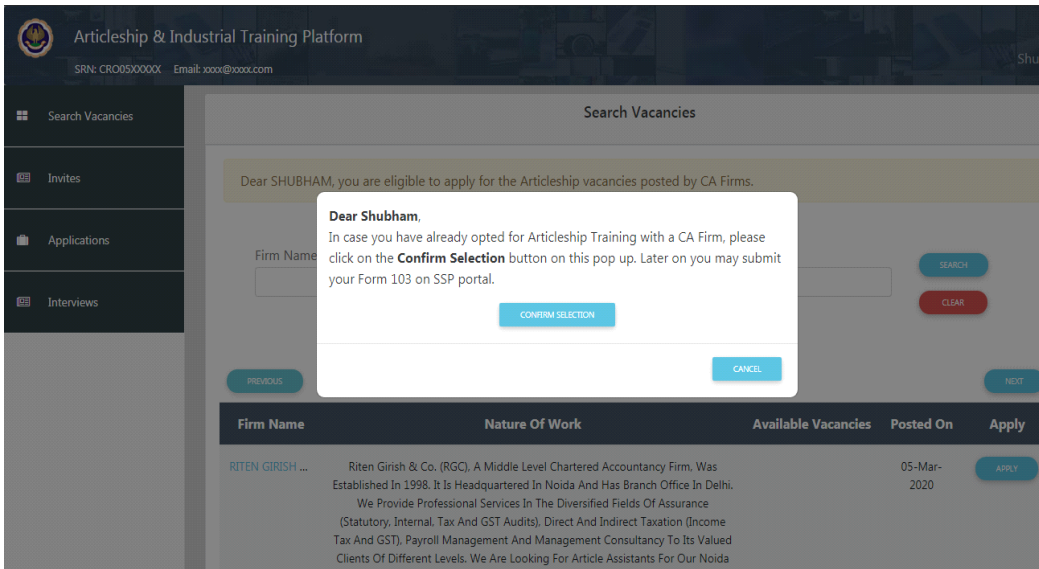 Articleship & Industrial Training Platform
SRN: CRO05XXXXX Email: xxxx@xxxx.com
Shu
Search Vacancies
Invites
Applications
Interviews
Search Vacancies
Dear SHUBHAM, you are eligible to apply for the Articleship vacancies posted by CA Firms.
Firm Name
SEARCH
CLEAR
Dear Shubham,
In case you have already opted for Articleship Training with a CA Firm, please
click on the Confirm Selection button on this pop up. Later on you may submit
your Form 103 on SSP portal.
CONFIRM SELECTION
CANCEL
PREVIOUS
NEXT
Firm Name Nature Of Work Available Vacancies Posted On Apply
RITEN GIRISH ...
Riten Girish & Co. (RGC), A Middle Level Chartered Accountancy Firm, Was
Established In 1998. It Is Headquartered In Noida And Has Branch Office In Delhi.
We Provide Professional Services In The Diversified Fields Of Assurance
(Statutory, Internal, Tax And GST Audits), Direct And Indirect Taxation (Income
Tax And GST), Payroll Management And Management Consultancy To Its Valued
Clients Of Different Levels. We Are Looking For Article Assistants For Our Noida
05-Mar-
2020
APPLY